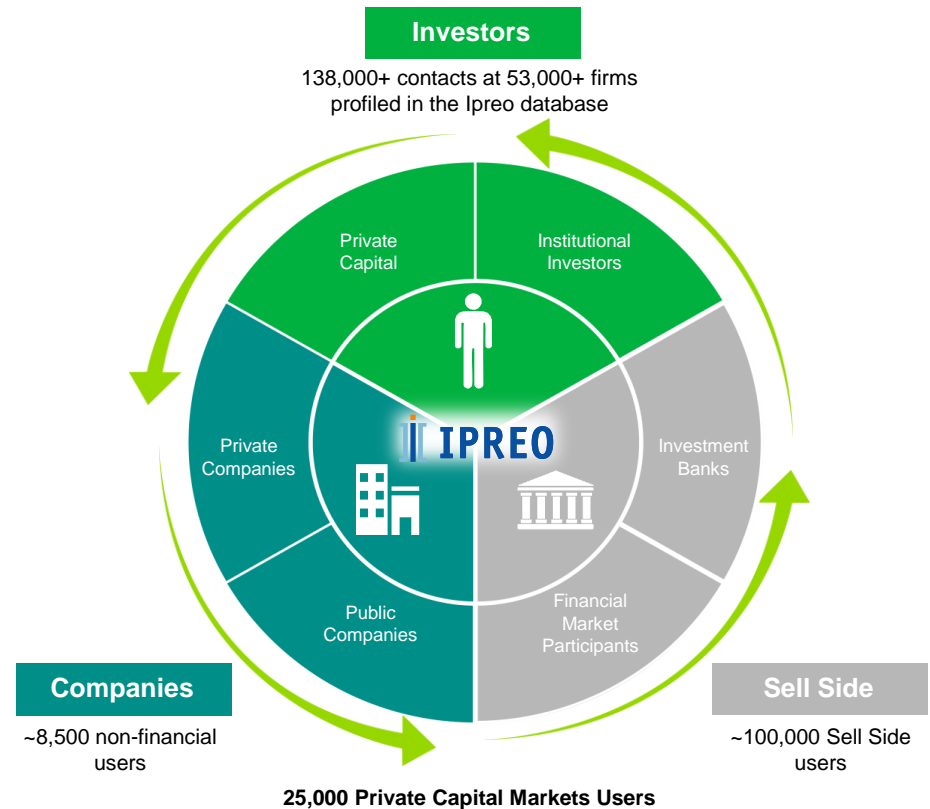 Investors
138,000+ contacts at 53,000+ firms
profiled in the Ipreo database
Private
Capital
Institutional
Investors
IPREO
Private
Companies
Investment
Banks
Public
Companies
Financial
Market
Participants
Companies
~8,500 non-financial
users
Sell Side
~100,000 Sell Side
users
25,000 Private Capital Markets Users